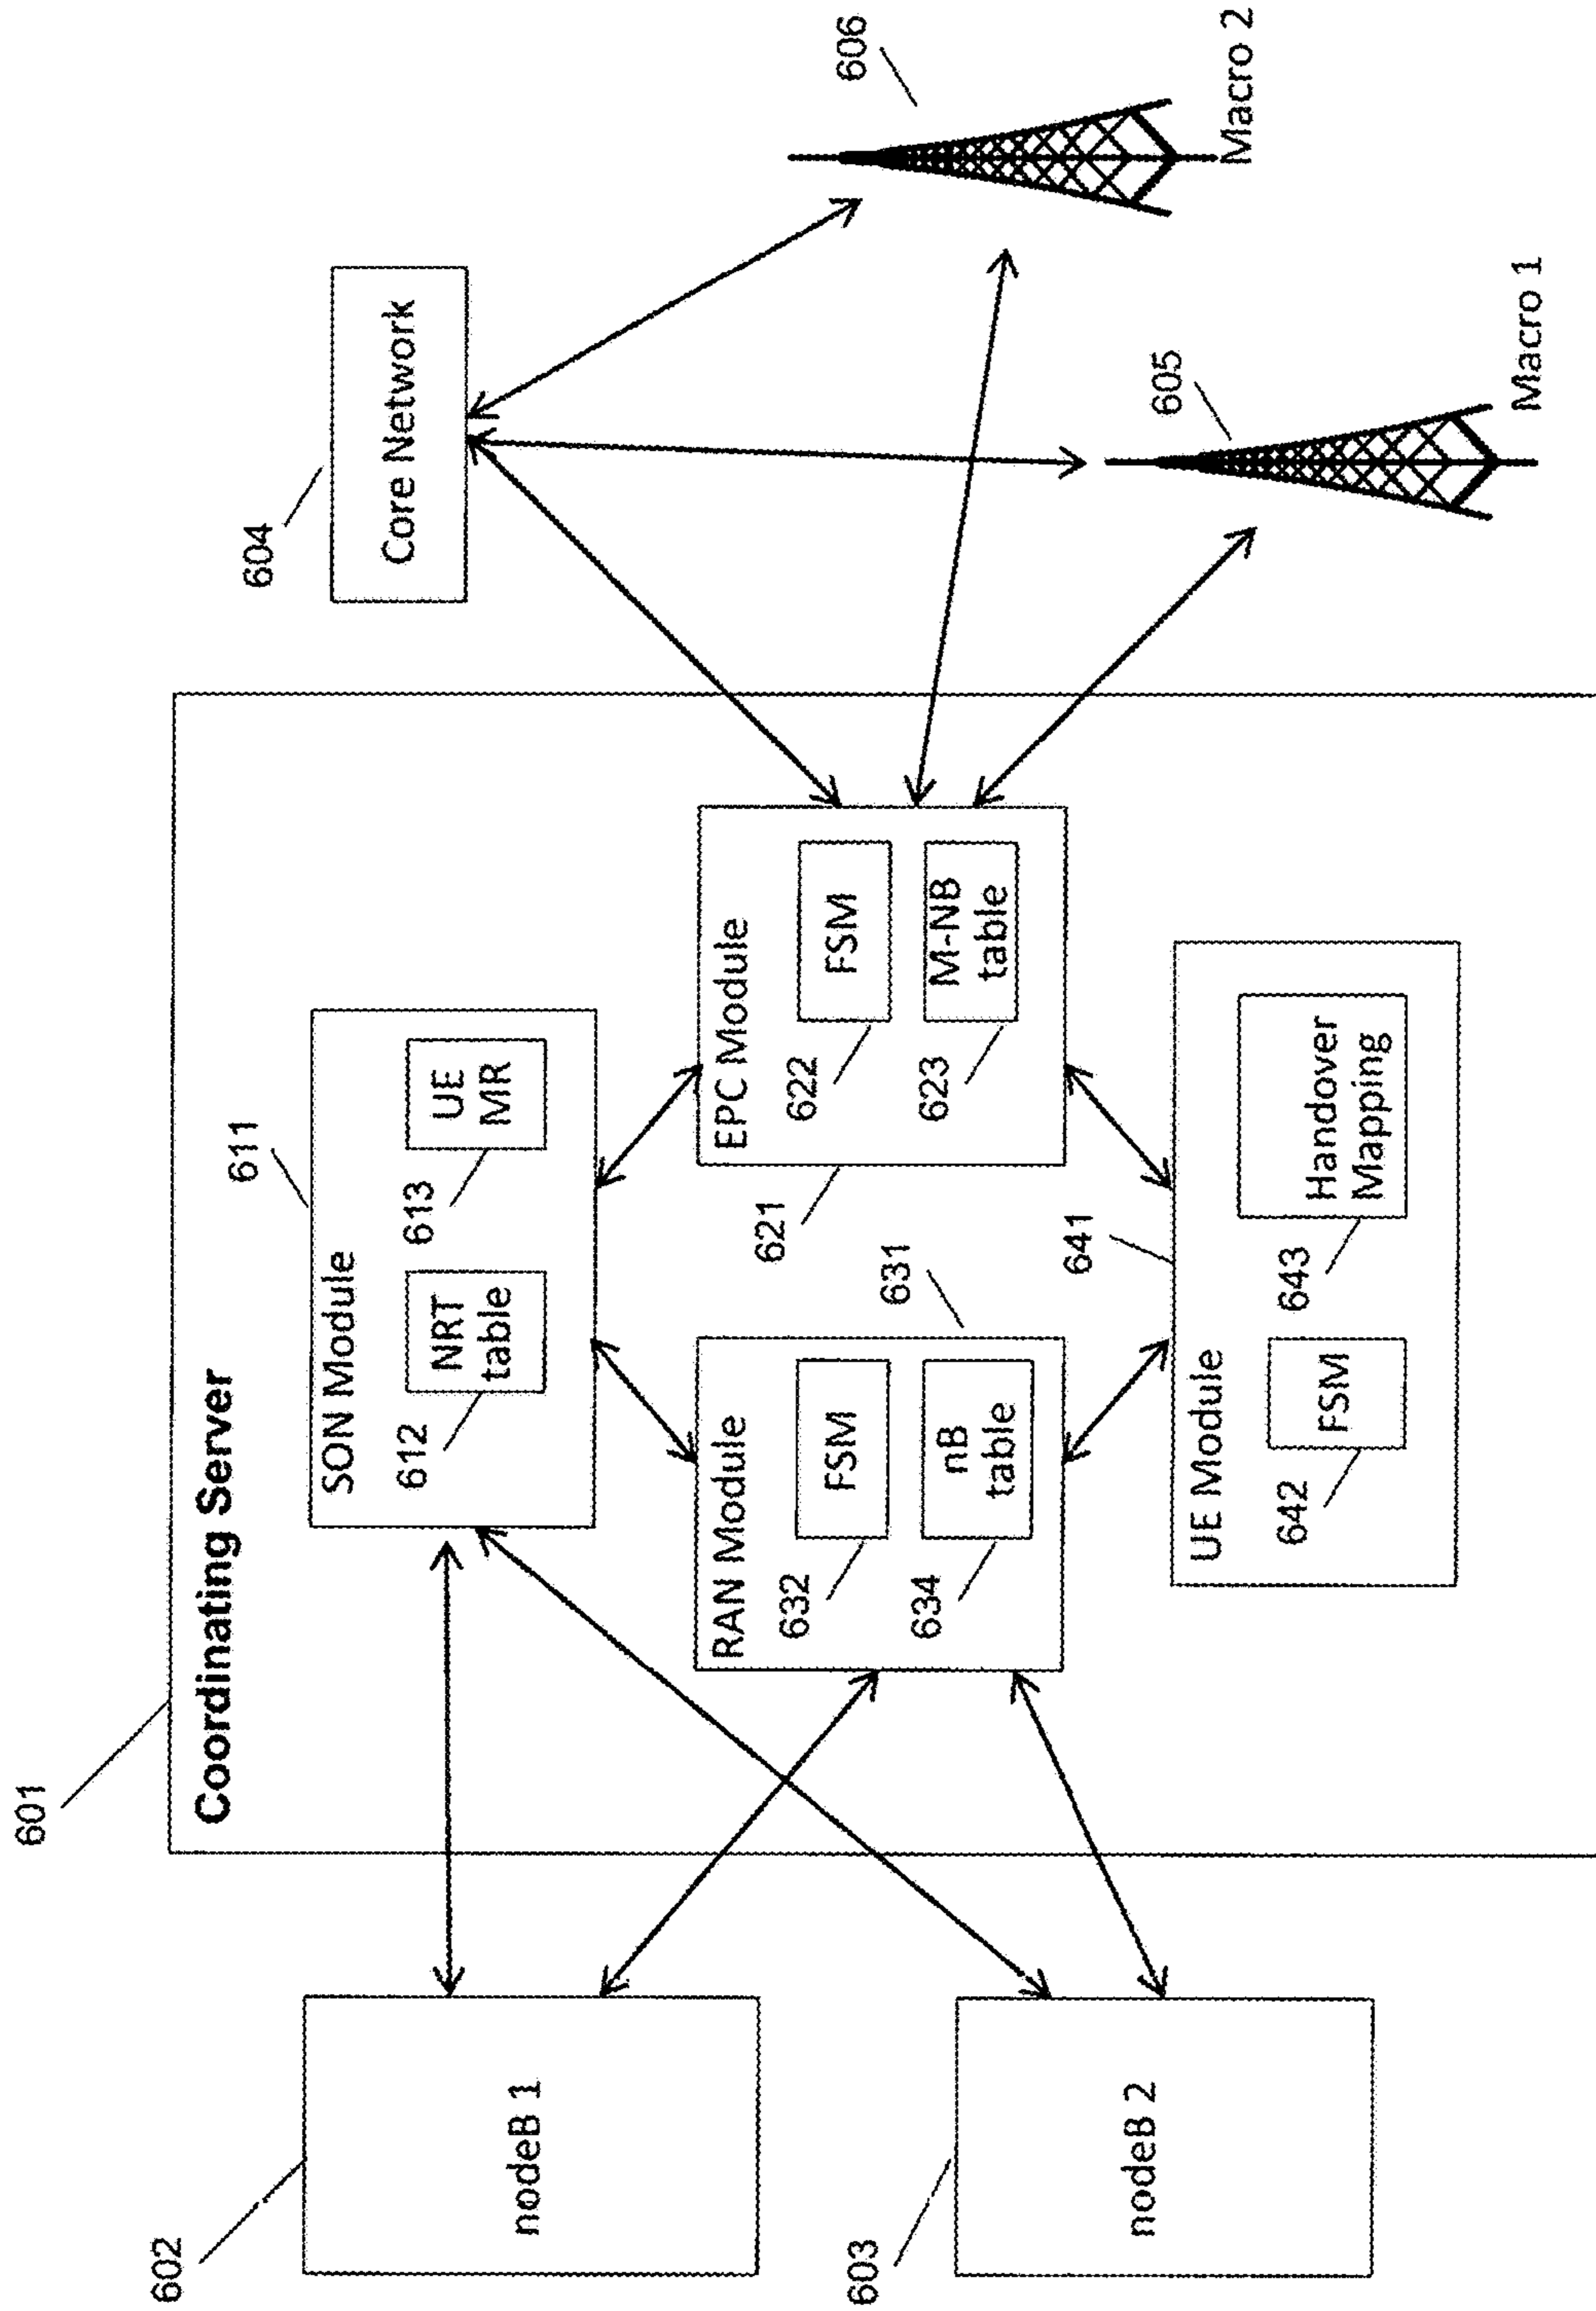 601
Coordinating Server
602
nodeB 1
603
nodeB 2
611
SON Module
NRT
table
612
UE
MR
613
RAN Module
631
FSM
632
nB
table
634
EPC Module
621
FSM
622
M-NB
table
623
UE Module
641
FSM
642
Handover
Mapping
643
604
Core Network
606
Macro 2
605
Macro 1